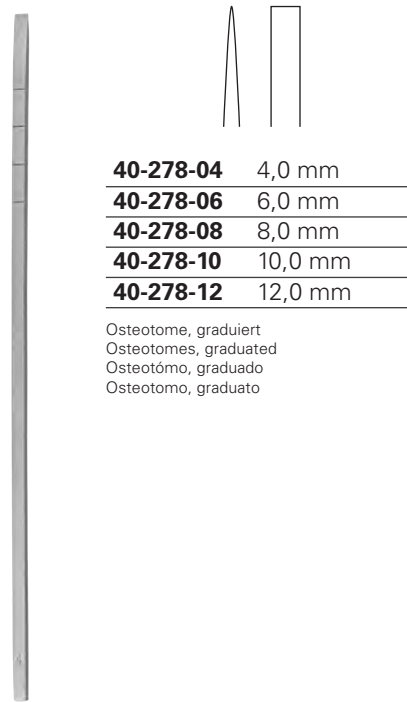 40-278-04 4,0 mm
40-278-06 6,0 mm
40-278-08 8,0 mm
40-278-10 10,0 mm
40-278-12 12,0 mm
Osteotome, graduiert
Osteotomes, graduated
Osteotómo, graduado
Osteotomo, graduato